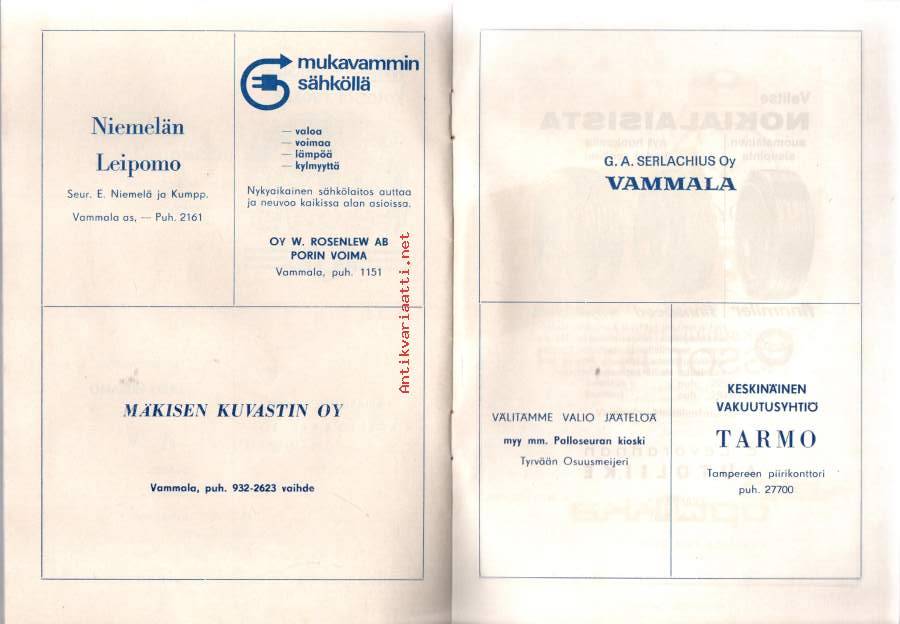 Niemelän
Leipomo
Seur. E. Niemelä ja Kumpp.
Vammala as, — Puh. 2161
mukavammin
sähköllä
— valoa
— voimaa
— lämpöä
— kylmyyttä
Nykyaikainen sähkölaitos auttaa
ja neuvoo kaikissa alan asioissa.
OY W. ROSENLEW AB
PORIN VOIMA
Vammala, puh. 1151
MÄKISEN KUVASTIN OY
Vammala, puh. 932-2623 vaihde
Antikvariaatti.net
G. A. SERLACHIUS Oy
VAMMALA
VÄLITÄMME VALIO JÄÄTELÖÄ
myy mm. Palloseuran kioski
Tyrvään Osuusmeijeri
KESKINÄINEN
VAKUUTUSYHTIÖ
TARMO
Tampereen piirikonttori
puh. 27700